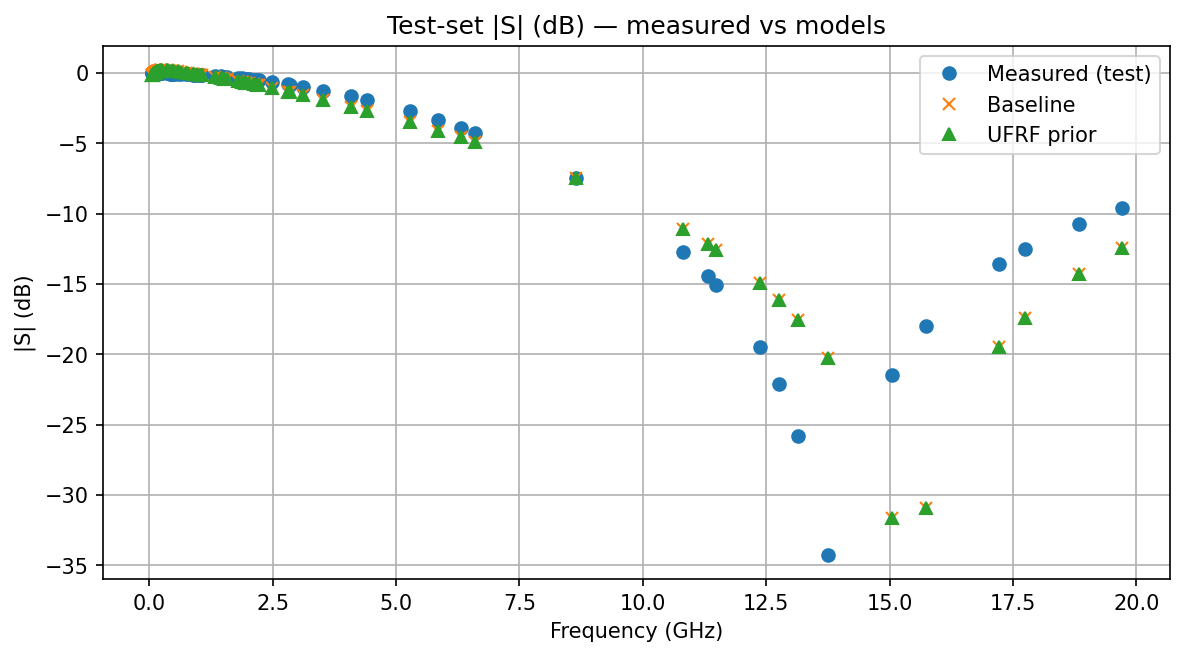 Test-set |S| (dB) — measured vs models
Measured (test)
Baseline
UFRF prior
|S| (dB)
0
−5
−10
−15
−20
−25
−30
−35
0.0 2.5 5.0 7.5 10.0 12.5 15.0 17.5 20.0
Frequency (GHz)